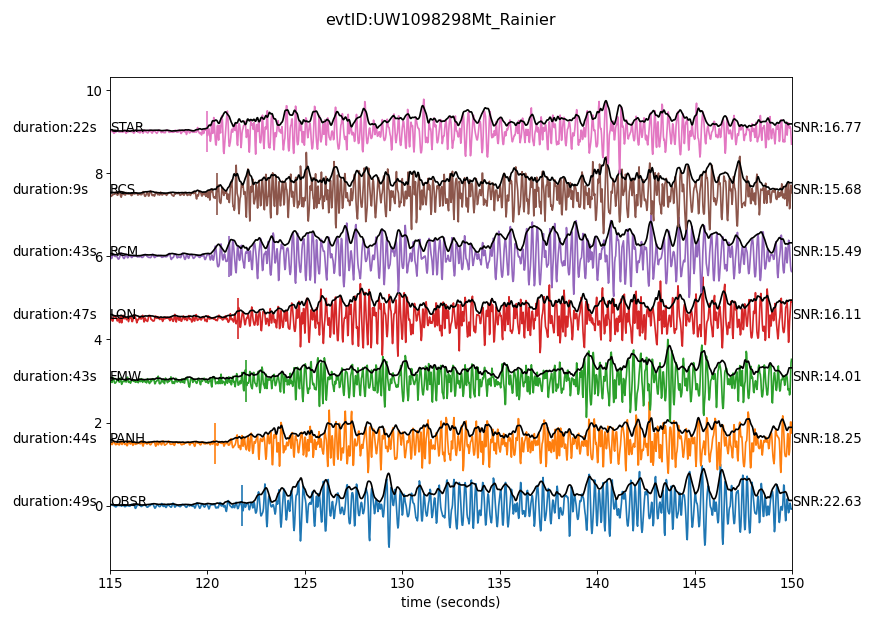 evtID:UW1098298Mt_Rainier
10
duration:22s STAR SNR:16.77
8
duration:9s RCS SNR:15.68
duration:43s RCM SNR:15.49
6
duration:47s LON SNR:16.11
4
duration:43s FMW SNR:14.01
2
duration:44s PANH SNR:18.25
duration:49s OBSR SNR:22.63
0
115 120 125 130 135 140 145 150
time (seconds)